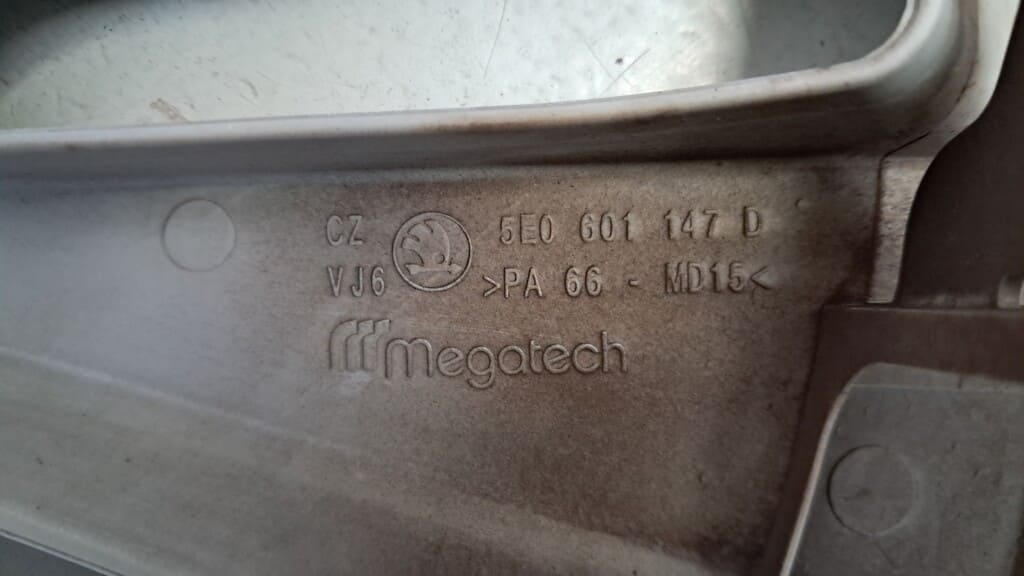 CZ 5E0 601 147 D
VJ6 >PA 66 - MD15<
megatech